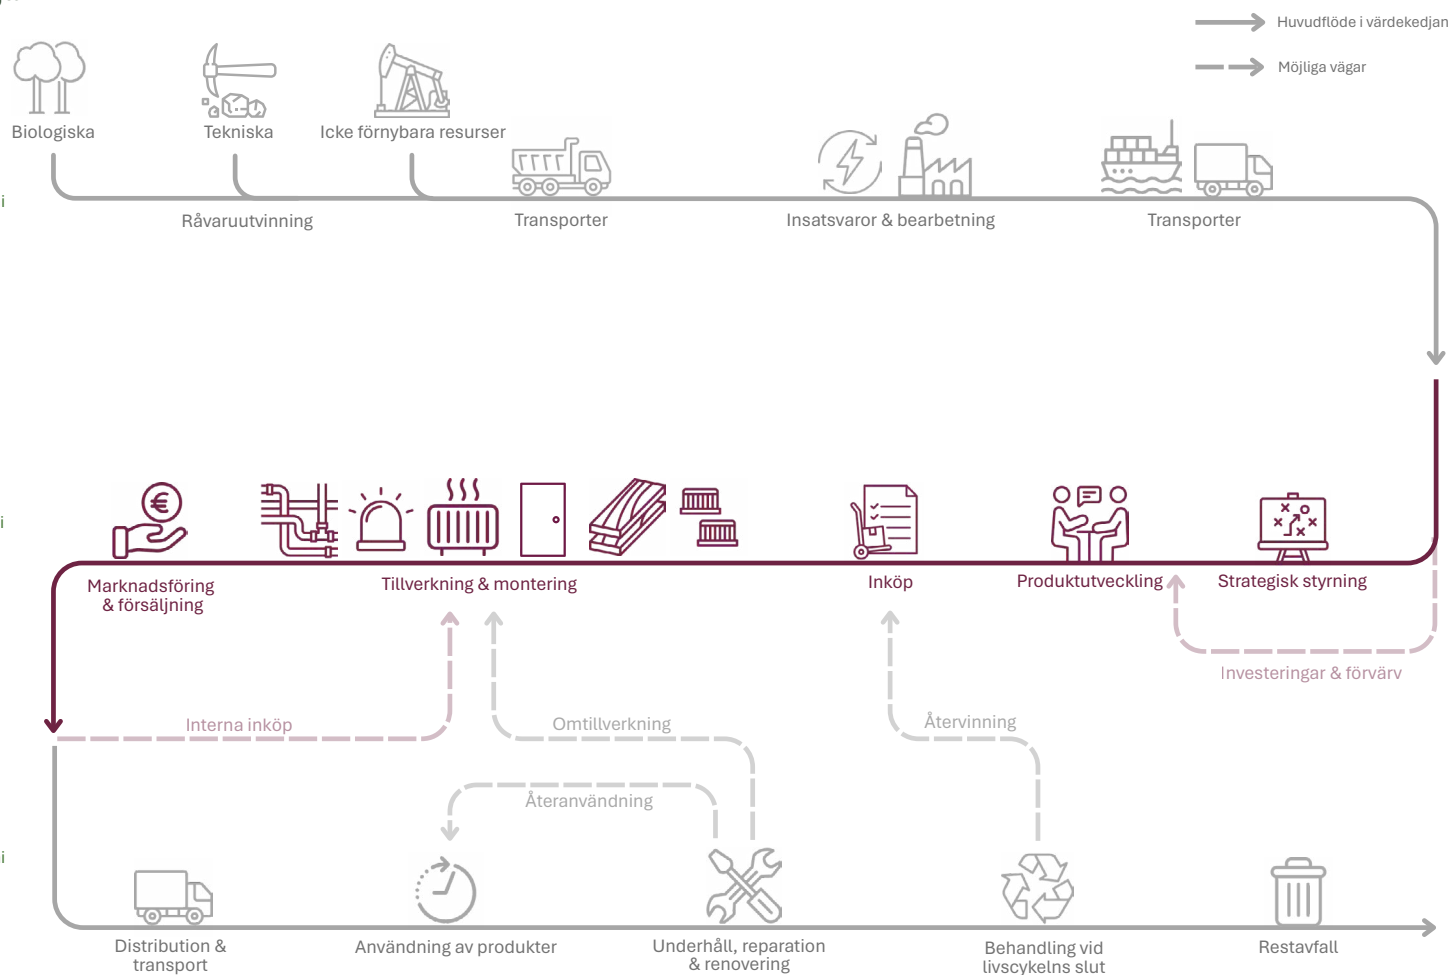 Huvudflöde i värdekedjan
Möjliga vägar
Biologiska
Tekniska
Icke förnybara resurser
i
Råvaruutvinning
Transporter
Insatsvaror & bearbetning
Transporter
i
Marknadsföring
& försäljning
Tillverkning & montering
Inköp
Produktutveckling
Strategisk styrning
Investeringar & förvärv
Interna inköp
Omtillverkning
Återvinning
Återanvändning
i
Distribution &
transport
Användning av produkter
Underhåll, reparation
& renovering
Behandling vid
livscykelns slut
Restavfall